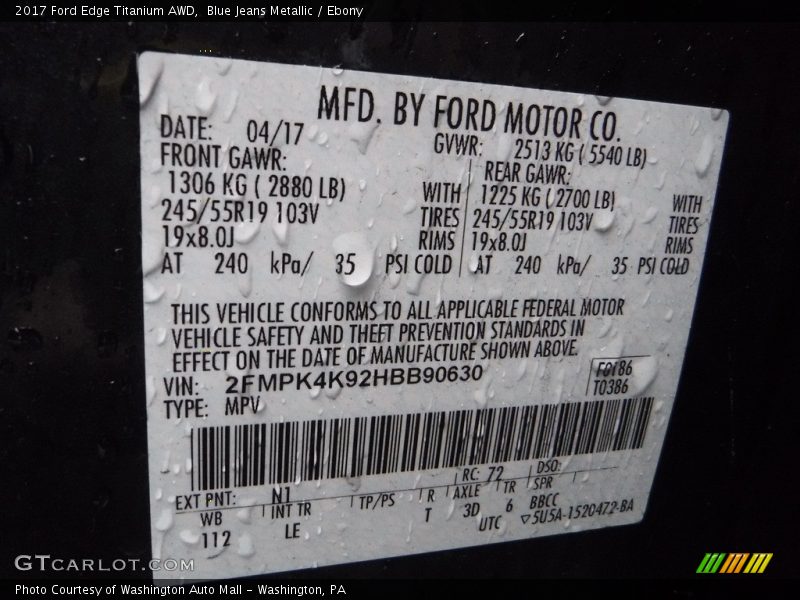 2017 Ford Edge Titanium AWD, Blue Jeans Metallic / Ebony
MFD. BY FORD MOTOR CO.
DATE: 04/17 GVWR: 2513 KG ( 5540 LB)
FRONT GAWR: REAR GAWR:
1306 KG ( 2880 LB) WITH 1225 KG ( 2700 LB) WITH
245/55R19 103V TIRES 245/55R19 103V TIRES
19x8.0J RIMS 19x8.0J RIMS
AT 240 kPa/ 35 PSI COLD AT 240 kPa/ 35 PSI COLD
THIS VEHICLE CONFORMS TO ALL APPLICABLE FEDERAL MOTOR
VEHICLE SAFETY AND THEFT PREVENTION STANDARDS IN
EFFECT ON THE DATE OF MANUFACTURE SHOWN ABOVE.
VIN: 2FMPK4K92HBB90630 F0186
TYPE: MPV T0386
EXT PNT: N1 RC: 72 DSO:
WB INT TR TP/PS R AXLE TR SPR
112 LE T 3D 6 BBCC
UTC ▽5U5A-1520472-BA
GTCARLOT.COM
Photo Courtesy of Washington Auto Mall - Washington, PA